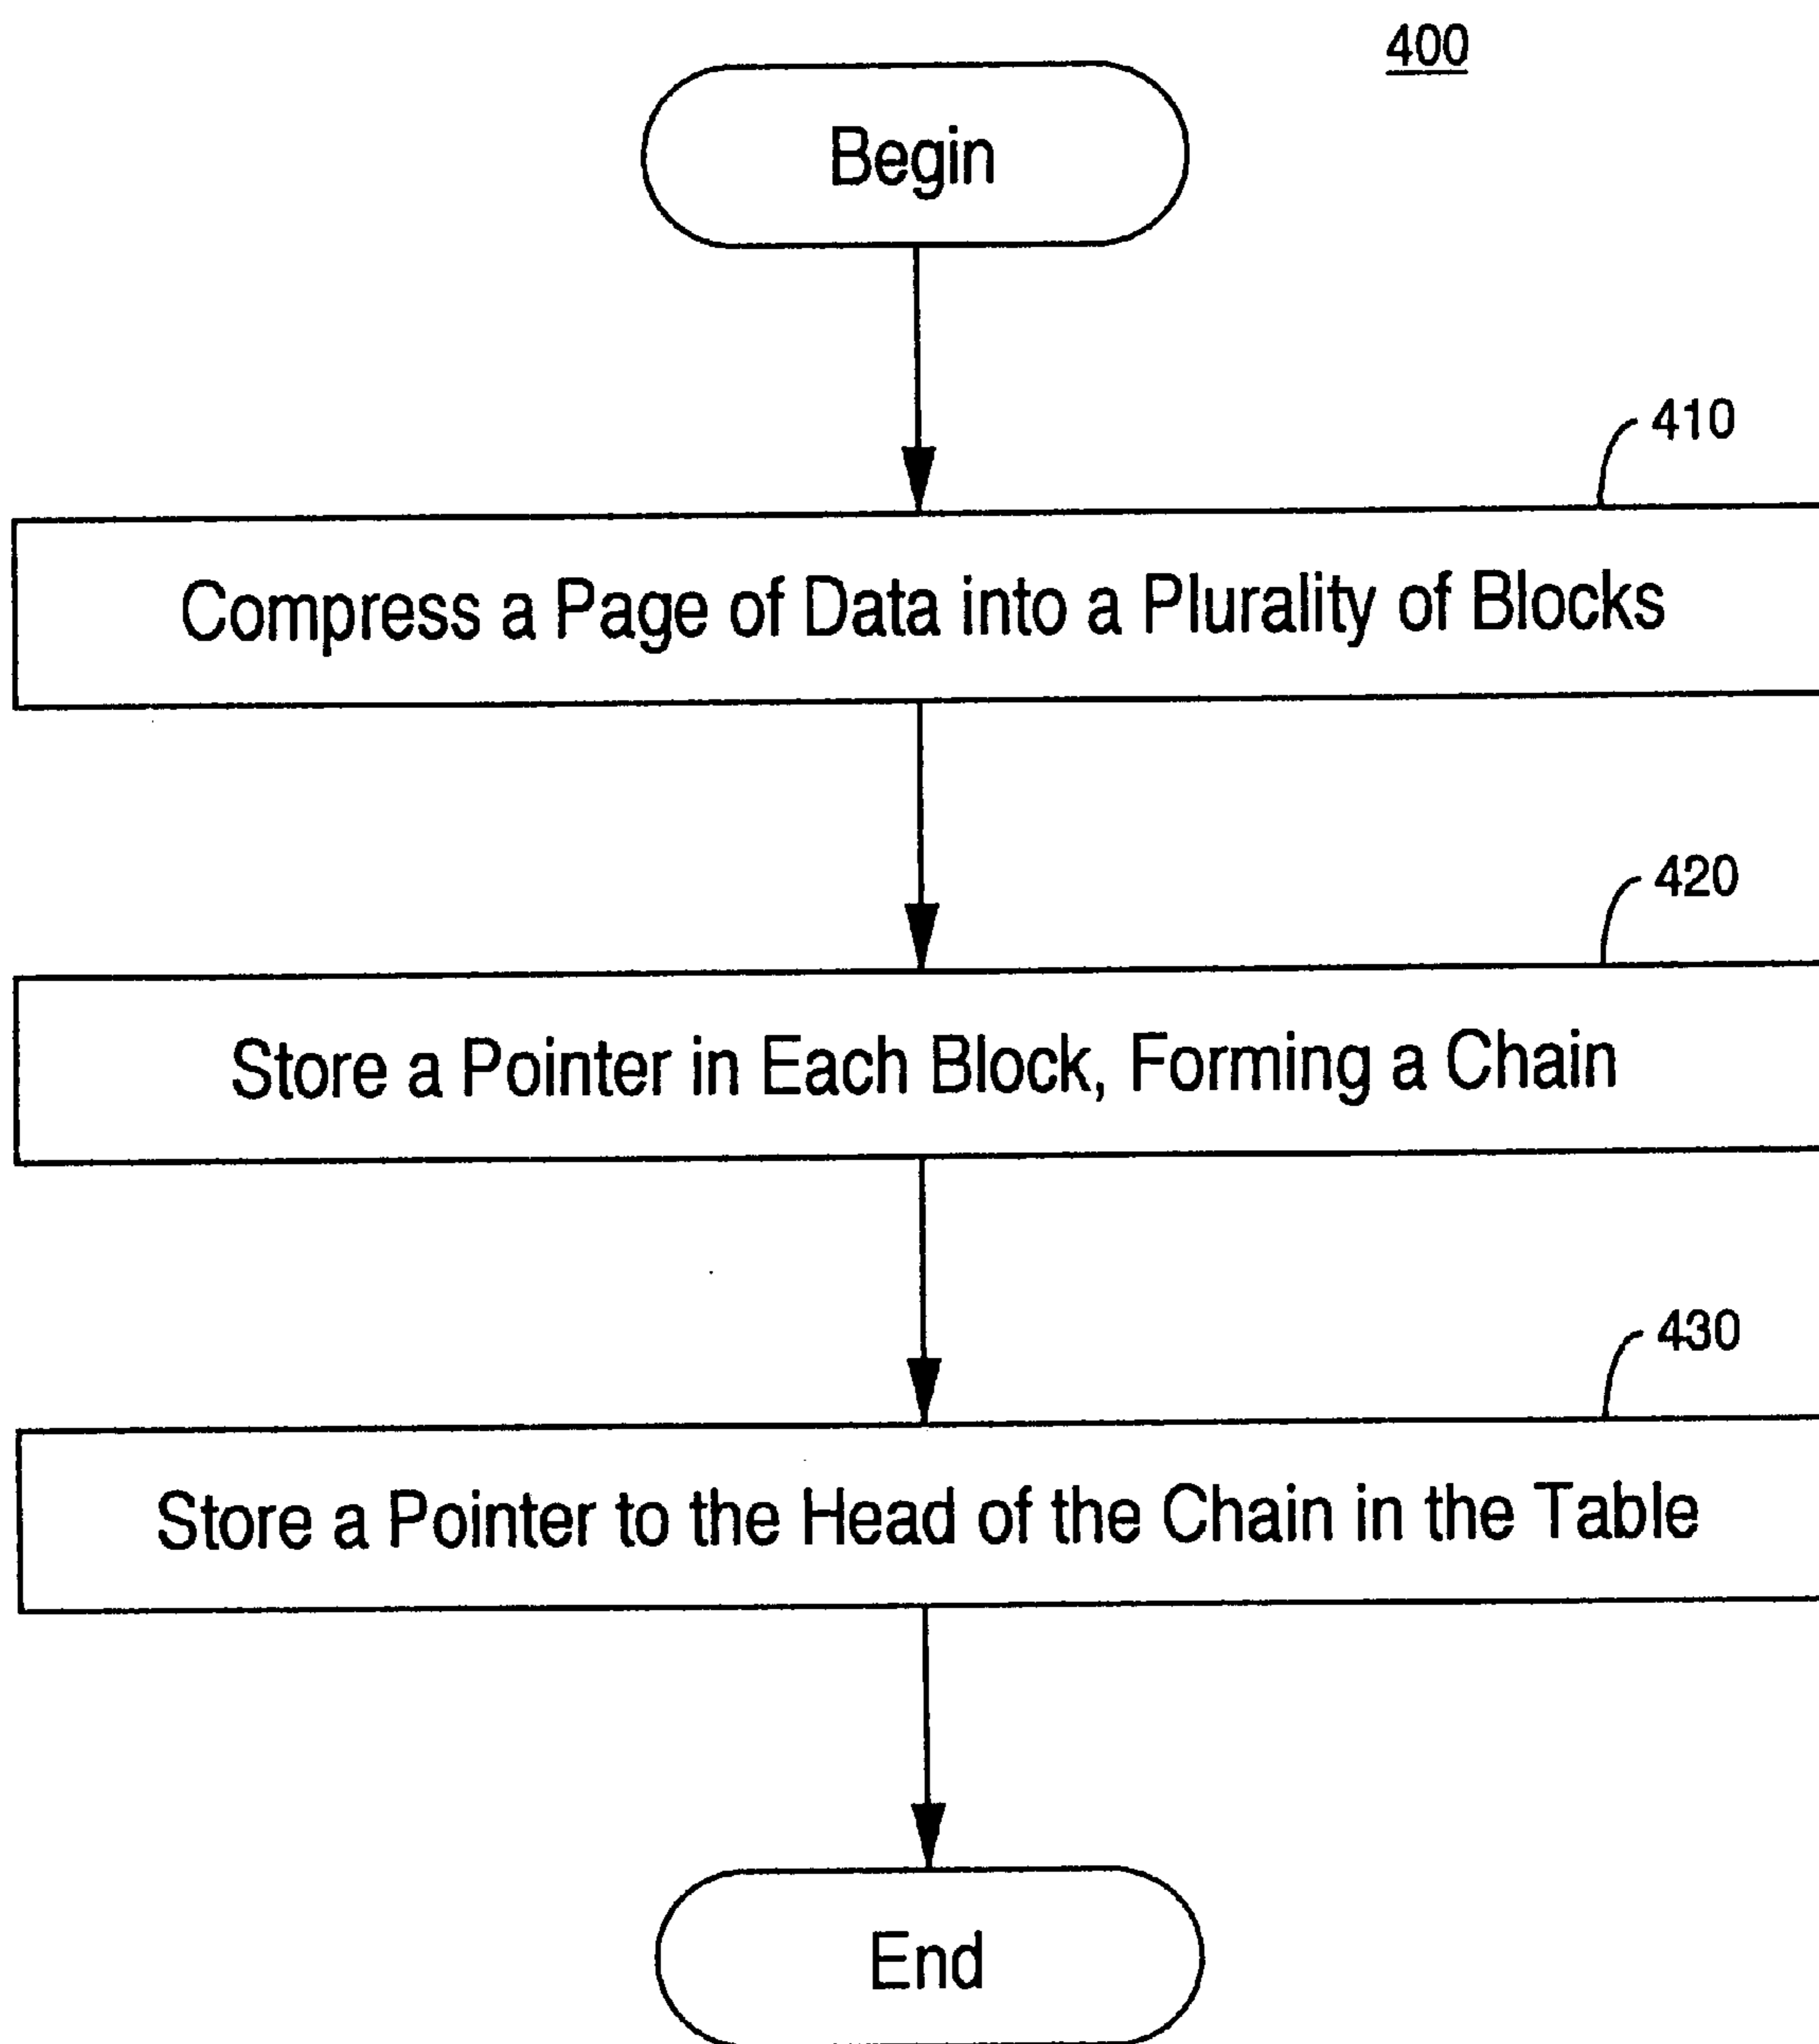 400
Begin
410
Compress a Page of Data into a Plurality of Blocks
420
Store a Pointer in Each Block, Forming a Chain
430
Store a Pointer to the Head of the Chain in the Table
End